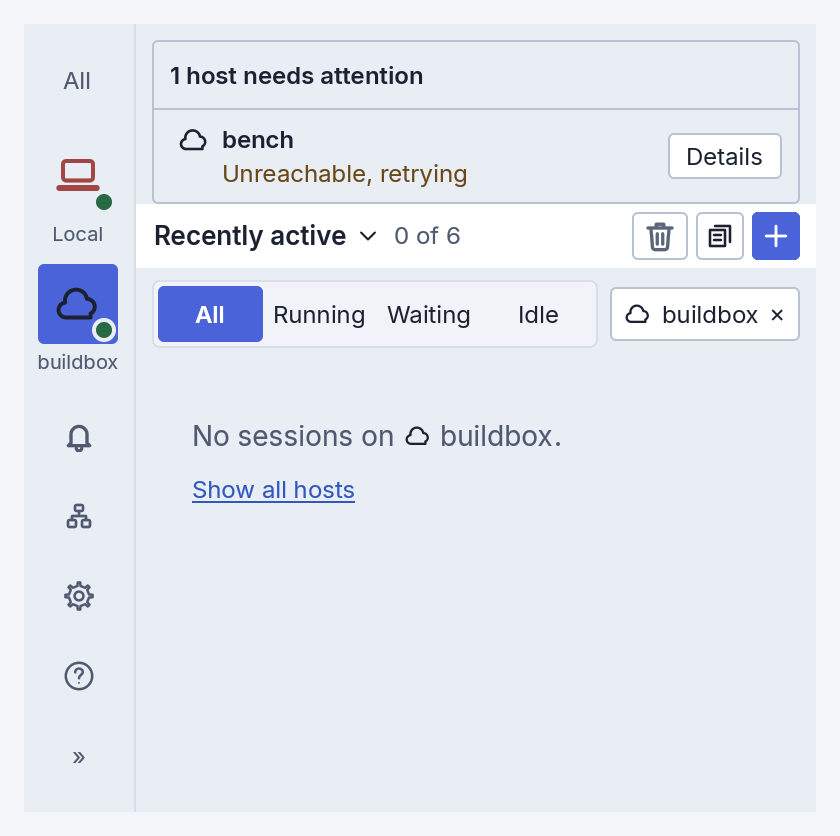 All
Local
buildbox
»
1 host needs attention
bench
Unreachable, retrying
Details
Recently active 0 of 6
All Running Waiting Idle
buildbox ×
No sessions on buildbox.
Show all hosts